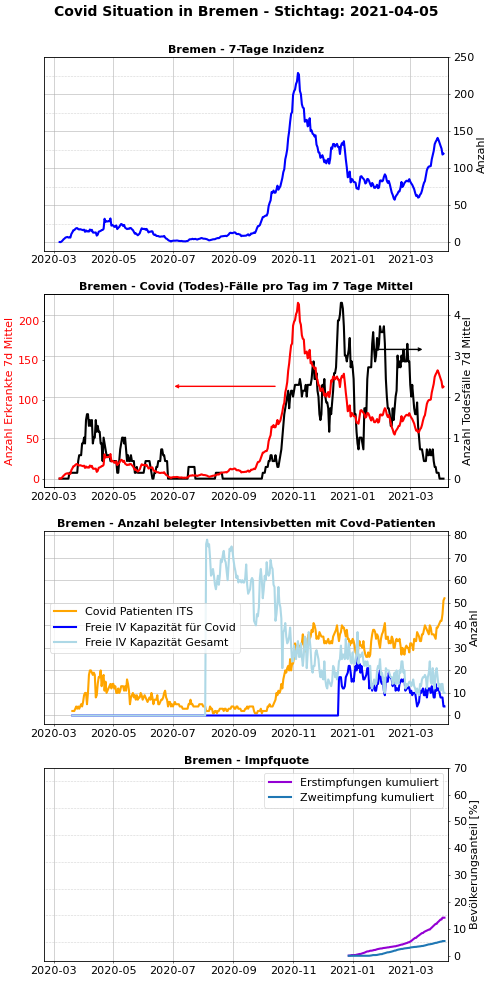 Covid Situation in Bremen - Stichtag: 2021-04-05
Bremen - 7-Tage Inzidenz
250
200
150
100
50
0
Anzahl
2020-03 2020-05 2020-07 2020-09 2020-11 2021-01 2021-03
Bremen - Covid (Todes)-Fälle pro Tag im 7 Tage Mittel
Anzahl Erkrankte 7d Mittel
200
150
100
50
0
4
3
2
1
0
Anzahl Todesfälle 7d Mittel
2020-03 2020-05 2020-07 2020-09 2020-11 2021-01 2021-03
Bremen - Anzahl belegter Intensivbetten mit Covd-Patienten
Covid Patienten ITS
Freie IV Kapazität für Covid
Freie IV Kapazität Gesamt
80
70
60
50
40
30
20
10
0
Anzahl
2020-03 2020-05 2020-07 2020-09 2020-11 2021-01 2021-03
Bremen - Impfquote
Erstimpfungen kumuliert
Zweitimpfung kumuliert
70
60
50
40
30
20
10
0
Bevölkerungsanteil [%]
2020-03 2020-05 2020-07 2020-09 2020-11 2021-01 2021-03